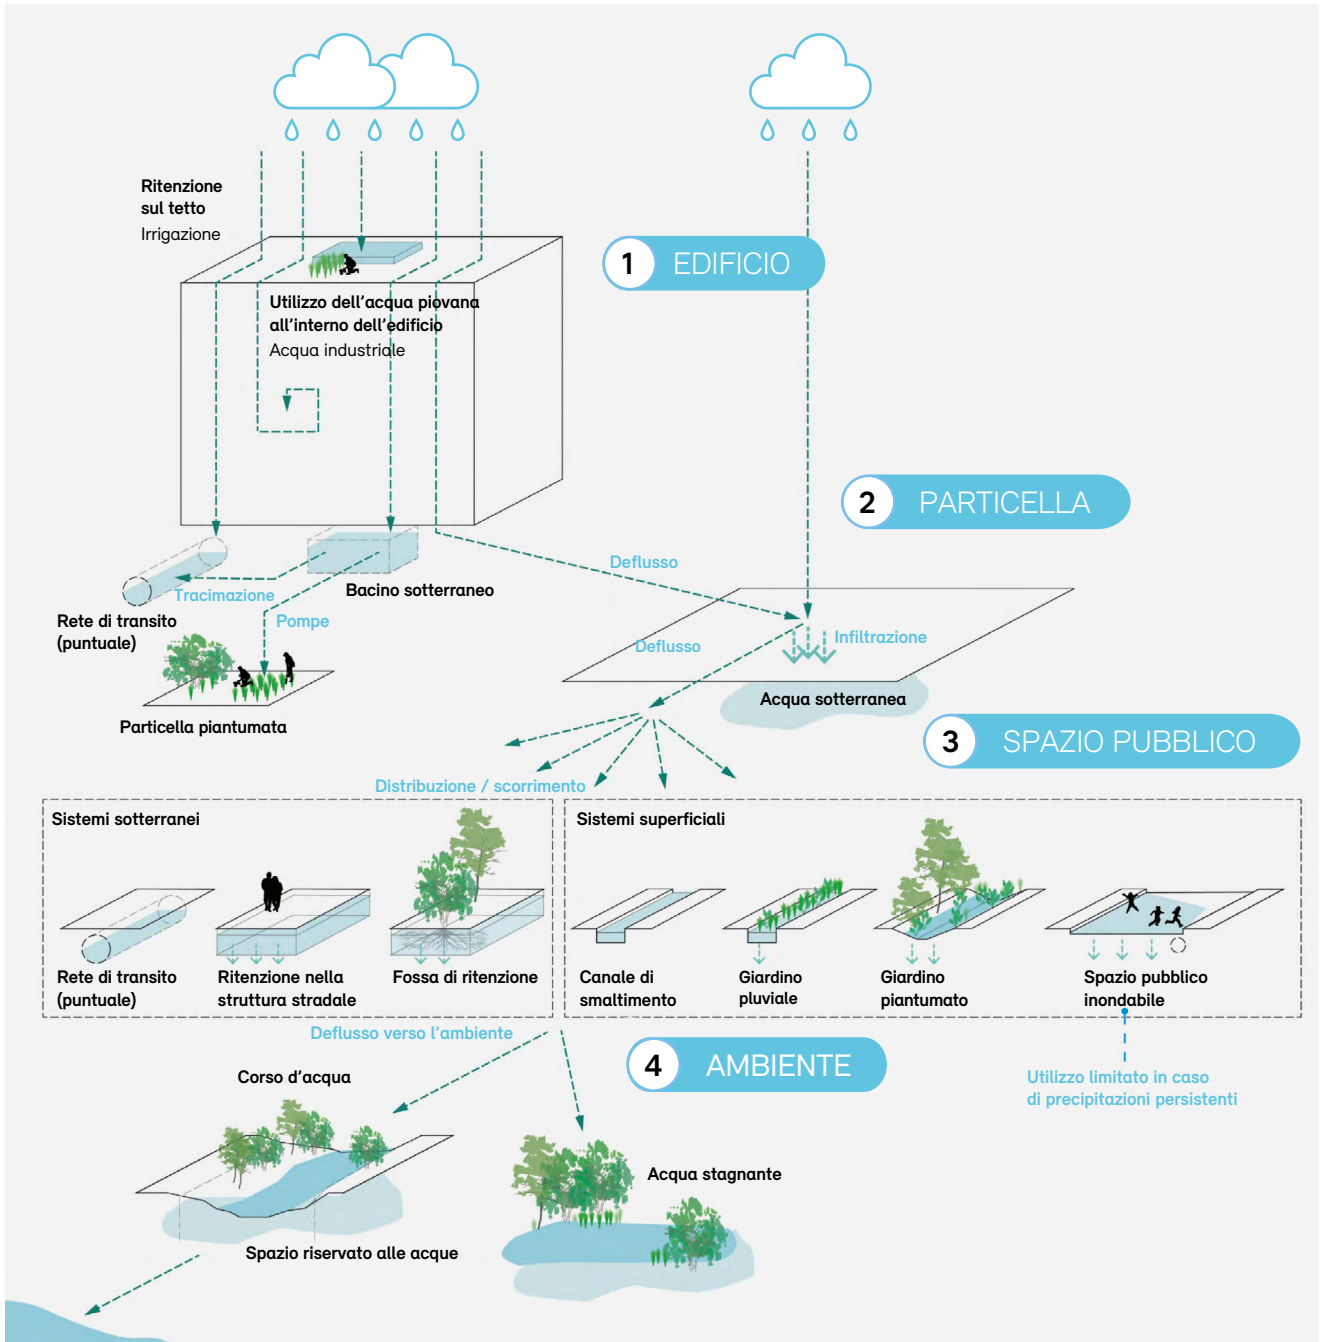 Ritenzione
sul tetto
Irrigazione
1 EDIFICIO
Utilizzo dell'acqua piovana
all'interno dell'edificio
Acqua industriale
2 PARTICELLA
Deflusso
Bacino sotterraneo
Tracimazione
Rete di transito
(puntuale)
Pompe
Deflusso
Infiltrazione
Acqua sotterranea
Particella piantumata
3 SPAZIO PUBBLICO
Distribuzione / scorrimento
Sistemi sotterranei
Sistemi superficiali
Rete di transito
(puntuale)
Ritenzione nella
struttura stradale
Fossa di ritenzione
Canale di
smaltimento
Giardino
pluviale
Giardino
piantumato
Spazio pubblico
inondabile
Deflusso verso l'ambiente
4 AMBIENTE
Utilizzo limitato in caso
di precipitazioni persistenti
Corso d'acqua
Acqua stagnante
Spazio riservato alle acque